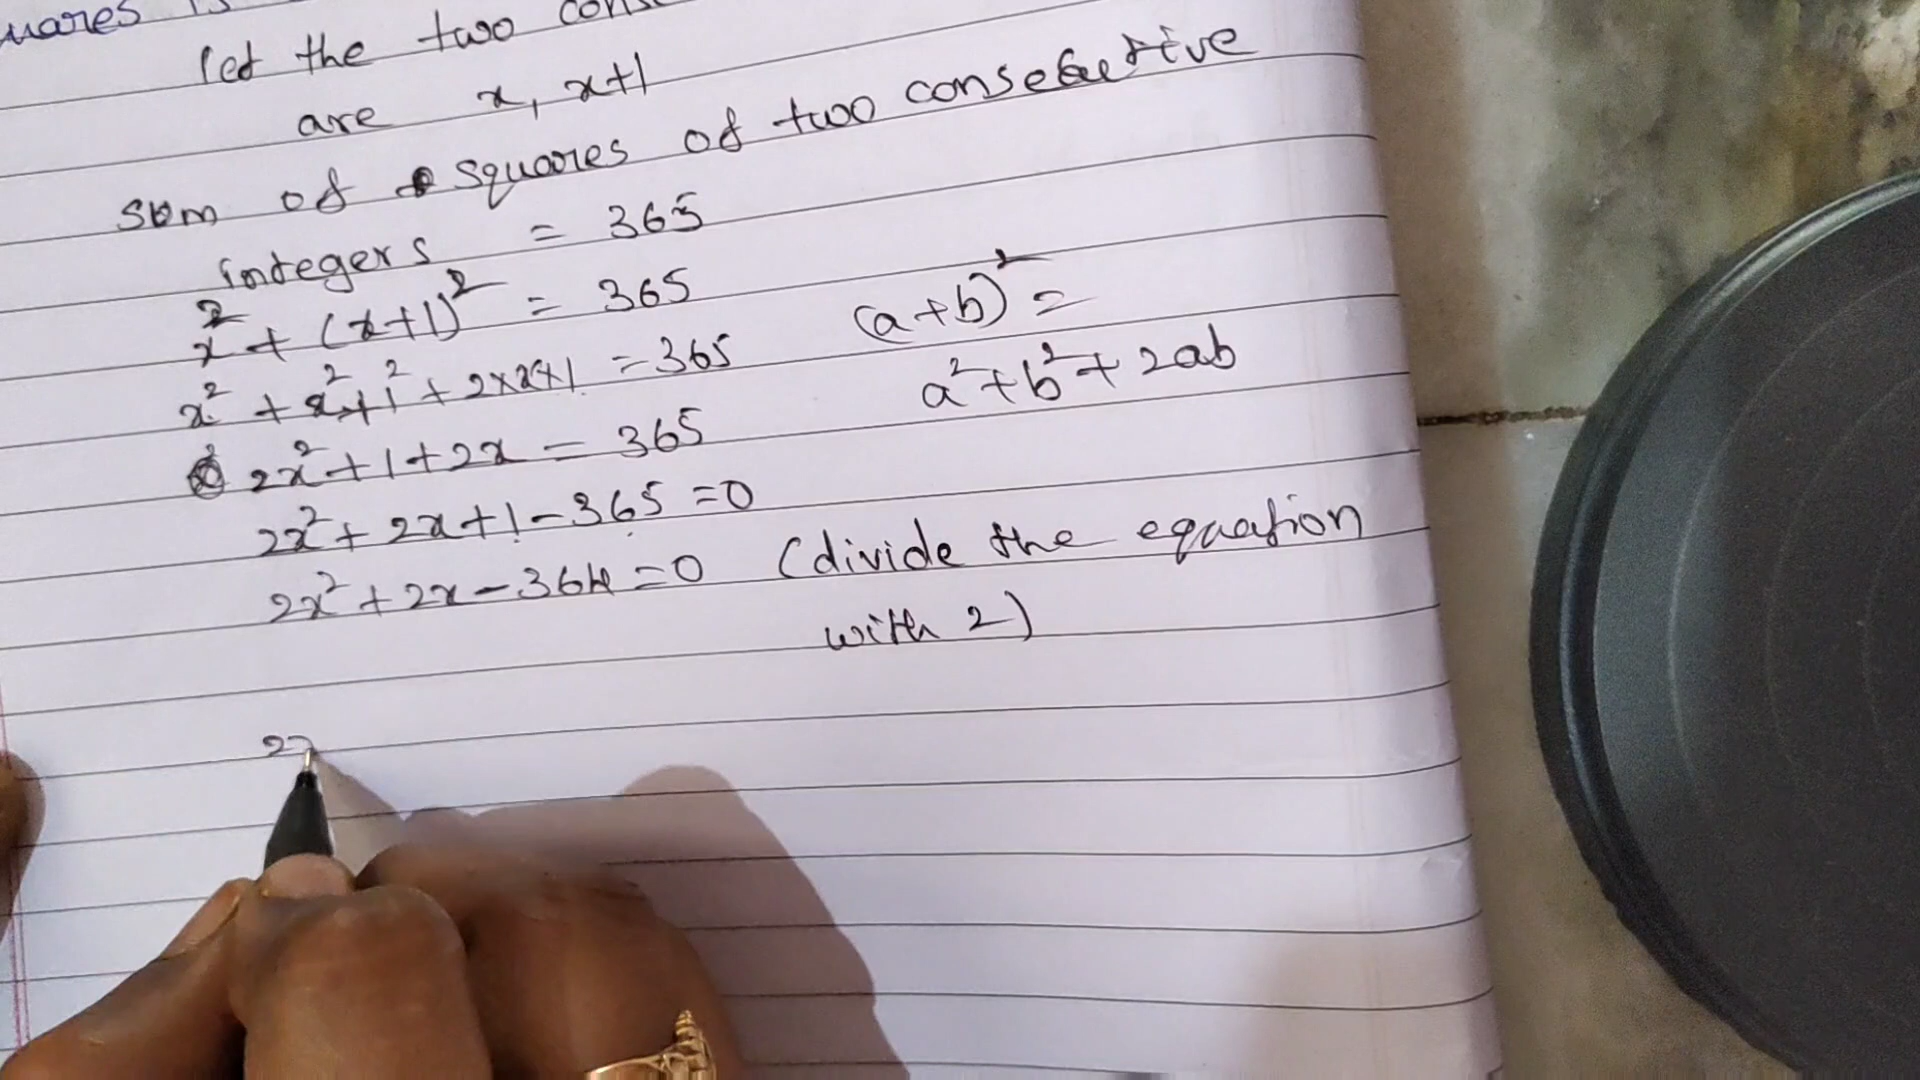 let the two
are x, x+1
sum of squares of two consecutive
integers = 365
x² + (x+1)² = 365
(a+b)² =
x² + x²+1² + 2×x×1 = 365
a²+b²+2ab
2x²+1+2x = 365
2x²+2x+1-365=0
2x²+2x-364=0 (divide the equation
with 2)
2